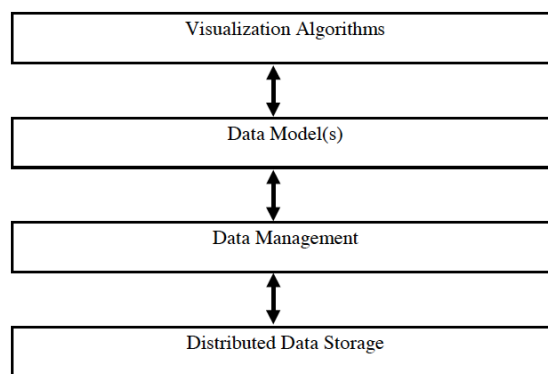 Visualization Algorithms
Data Model(s)
Data Management
Distributed Data Storage